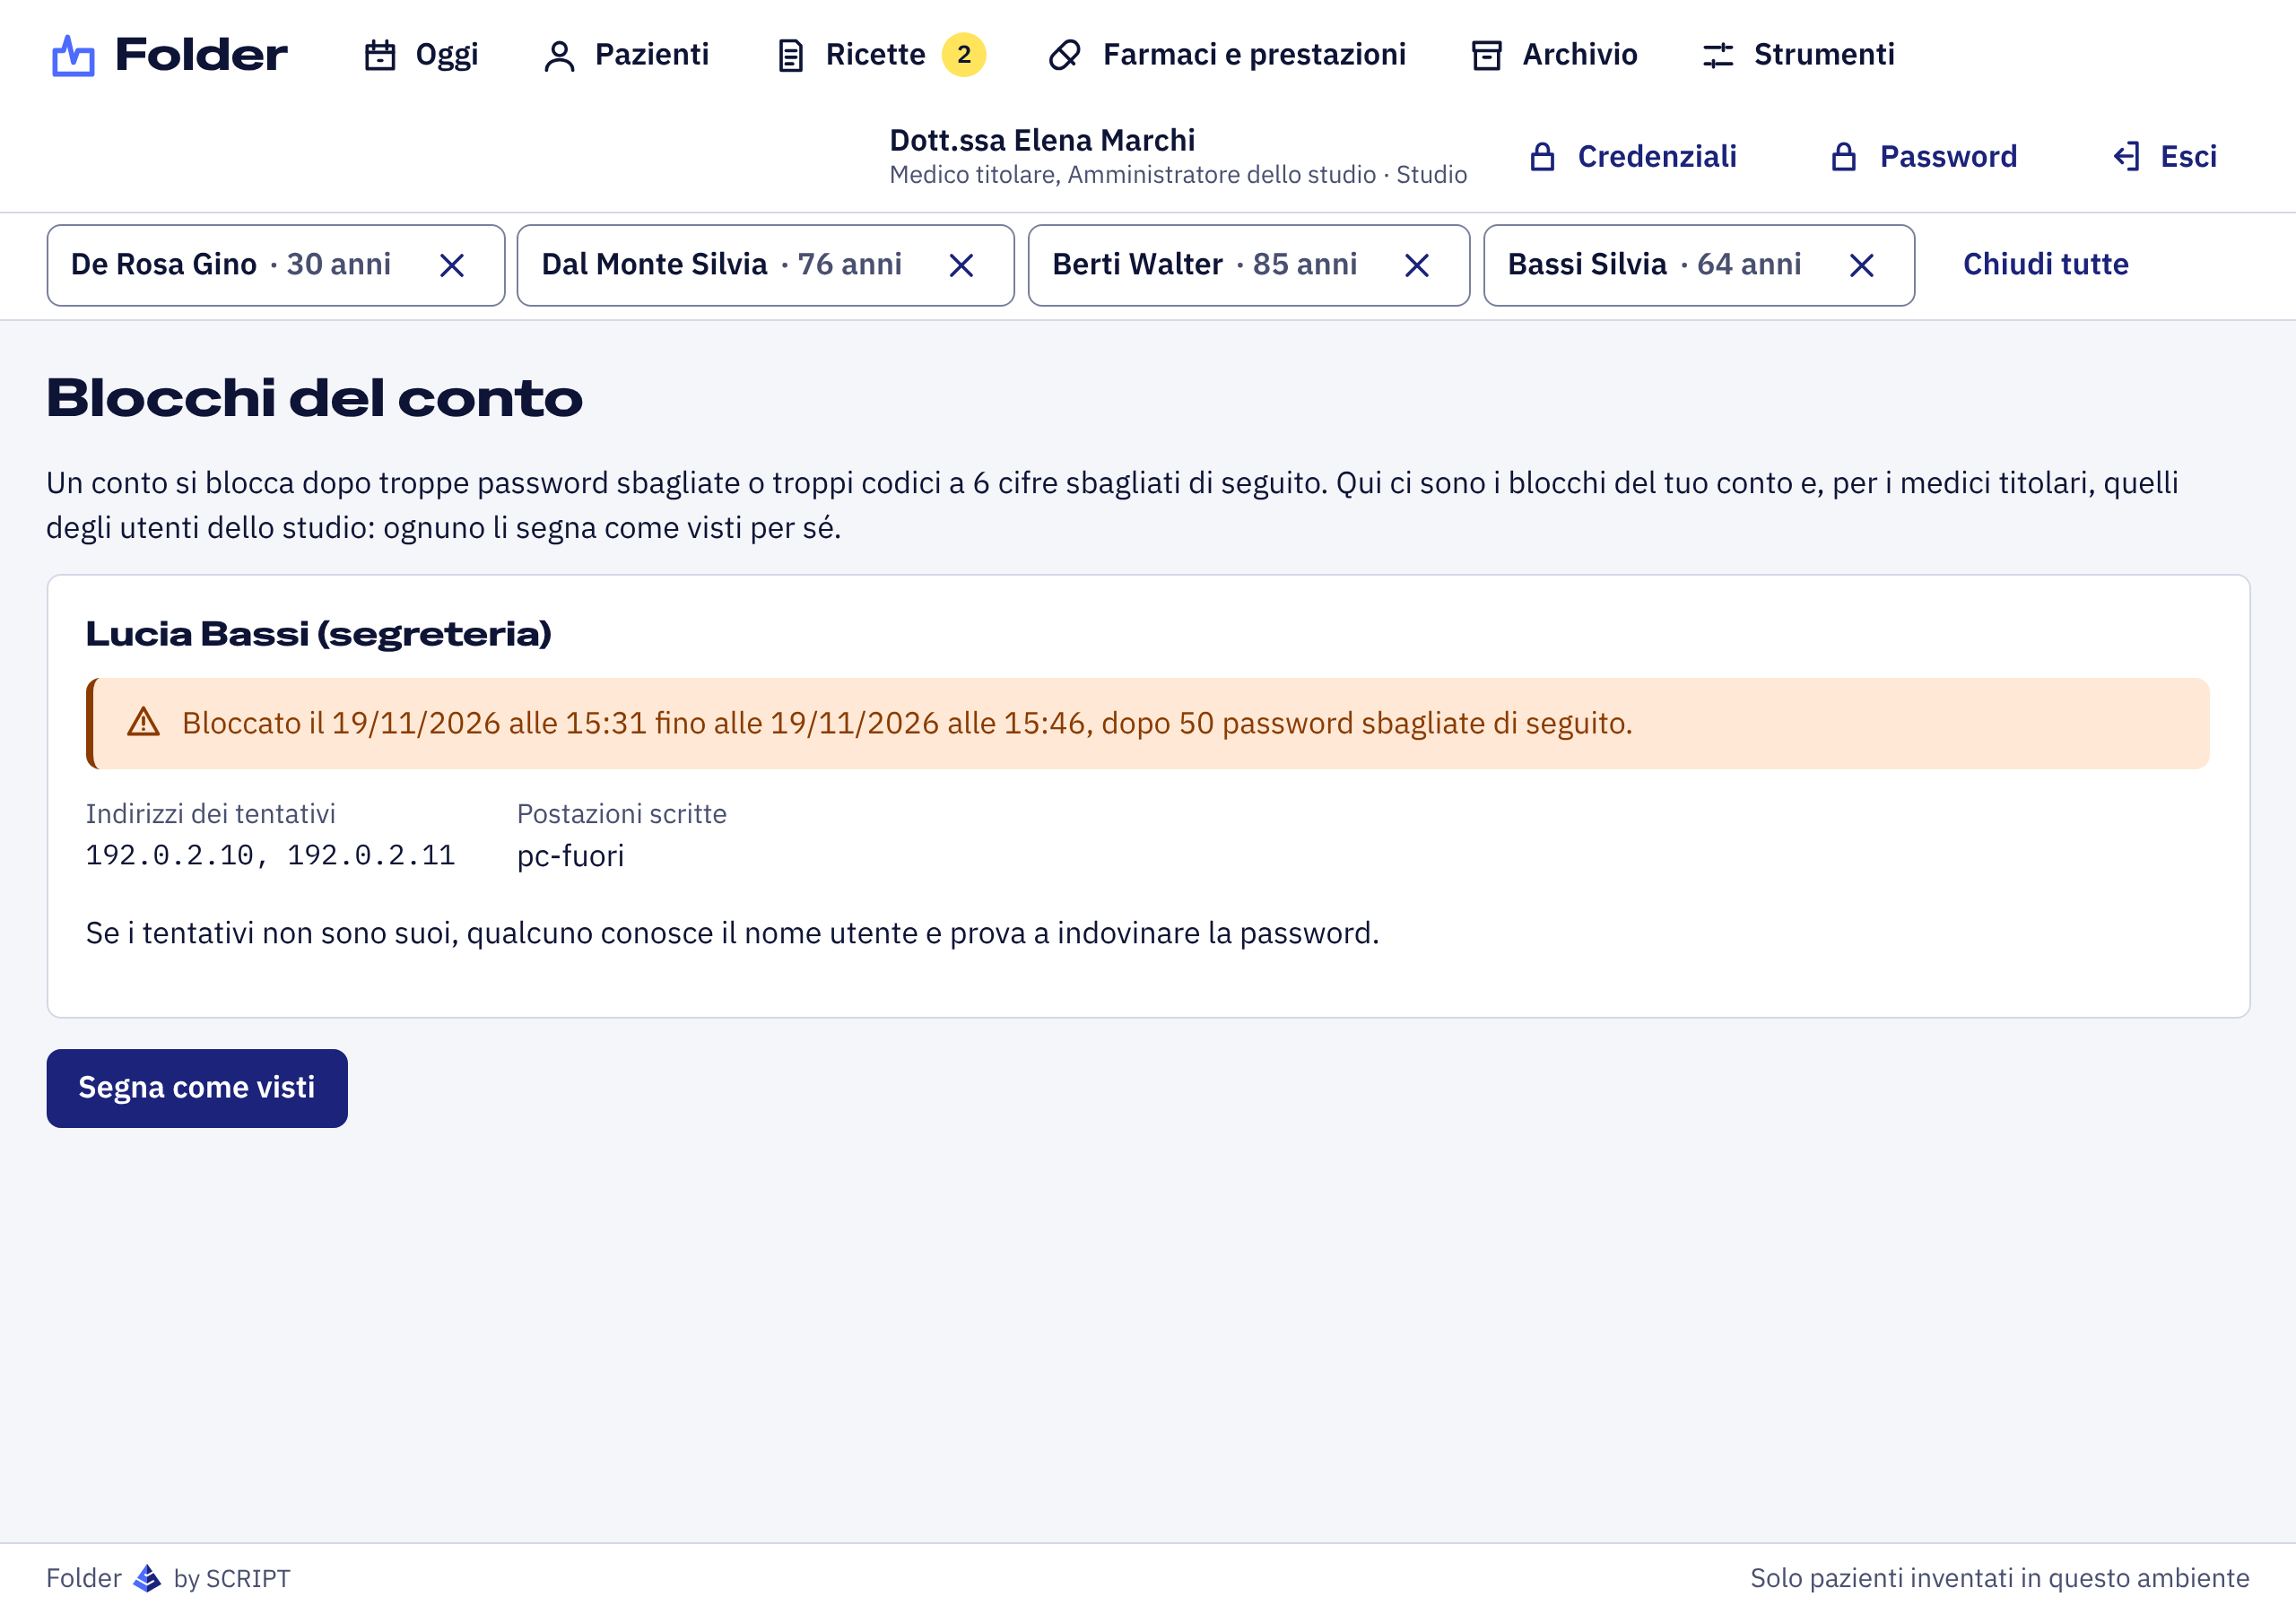 Folder Oggi Pazienti Ricette 2 Farmaci e prestazioni Archivio Strumenti
Dott.ssa Elena Marchi
Medico titolare, Amministratore dello studio · Studio
Credenziali Password Esci
De Rosa Gino · 30 anni Dal Monte Silvia · 76 anni Berti Walter · 85 anni Bassi Silvia · 64 anni Chiudi tutte
Blocchi del conto
Un conto si blocca dopo troppe password sbagliate o troppi codici a 6 cifre sbagliati di seguito. Qui ci sono i blocchi del tuo conto e, per i medici titolari, quelli
degli utenti dello studio: ognuno li segna come visti per sé.
Lucia Bassi (segreteria)
Bloccato il 19/11/2026 alle 15:31 fino alle 19/11/2026 alle 15:46, dopo 50 password sbagliate di seguito.
Indirizzi dei tentativi Postazioni scritte
192.0.2.10, 192.0.2.11 pc-fuori
Se i tentativi non sono suoi, qualcuno conosce il nome utente e prova a indovinare la password.
Segna come visti
Folder by SCRIPT Solo pazienti inventati in questo ambiente